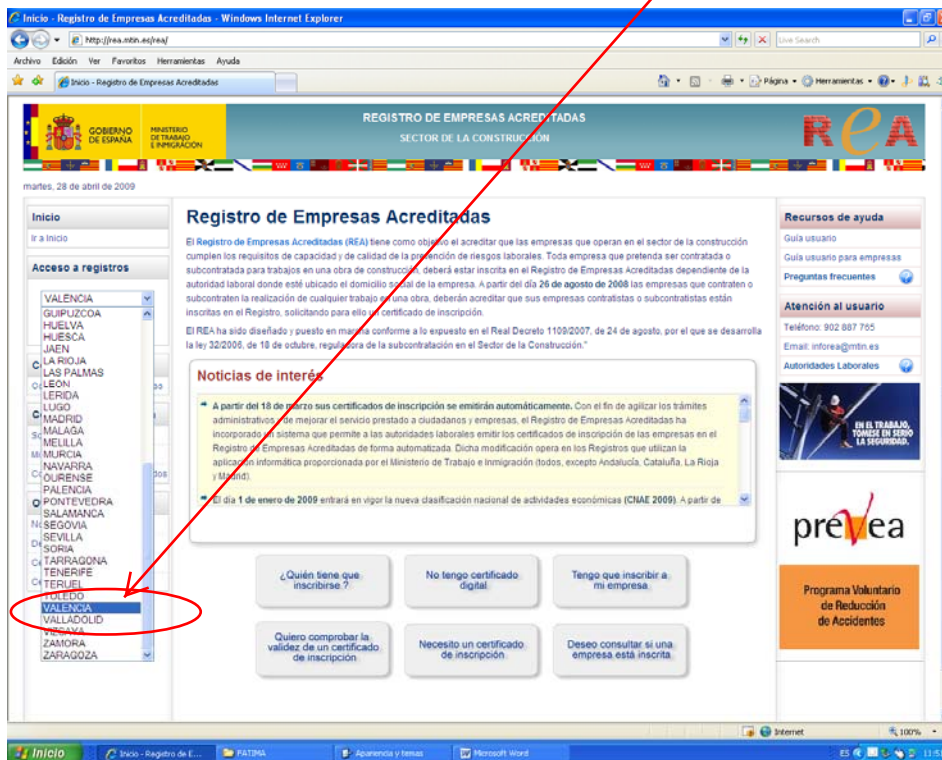 Inicio - Registro de Empresas Acreditadas - Windows Internet Explorer
http://rea.mtin.es/rea/
Live Search
Archivo Edición Ver Favoritos Herramientas Ayuda
Inicio - Registro de Empresas Acreditadas
Página Herramientas
GOBIERNO DE ESPAÑA
MINISTERIO DE TRABAJO E INMIGRACIÓN
REGISTRO DE EMPRESAS ACREDITADAS
SECTOR DE LA CONSTRUCCIÓN
REA
martes, 28 de abril de 2009
Inicio
Ir a Inicio
Acceso a registros
VALENCIA
GUIPUZCOA
HUELVA
HUESCA
JAEN
LA RIOJA
LAS PALMAS
LEON
LERIDA
LUGO
MADRID
MALAGA
MELILLA
MURCIA
NAVARRA
OURENSE
PALENCIA
PONTEVEDRA
SALAMANCA
SEGOVIA
SEVILLA
SORIA
TARRAGONA
TENERIFE
TERUEL
TOLEDO
VALENCIA
VALLADOLID
VIZCAYA
ZAMORA
ZARAGOZA
Registro de Empresas Acreditadas
El Registro de Empresas Acreditadas (REA) tiene como objetivo el acreditar que las empresas que operan en el sector de la construcción
cumplen los requisitos de capacidad y de calidad de la prevención de riesgos laborales. Toda empresa que pretenda ser contratada o
subcontratada para trabajos en una obra de construcción, deberá estar inscrita en el Registro de Empresas Acreditadas dependiente de la
autoridad laboral donde esté ubicado el domicilio social de la empresa. A partir del día 26 de agosto de 2008 las empresas que contraten o
subcontraten la realización de cualquier trabajo en una obra, deberán acreditar que sus empresas contratistas o subcontratistas están
inscritas en el Registro, solicitando para ello un certificado de inscripción.
El REA ha sido diseñado y puesto en marcha conforme a lo expuesto en el Real Decreto 1109/2007, de 24 de agosto, por el que se desarrolla
la ley 32/2006, de 18 de octubre, reguladora de la subcontratación en el Sector de la Construcción."
Noticias de interés
A partir del 18 de marzo sus certificados de inscripción se emitirán automáticamente. Con el fin de agilizar los trámites
administrativos y de mejorar el servicio prestado a ciudadanos y empresas, el Registro de Empresas Acreditadas ha
incorporado un sistema que permite a las autoridades laborales emitir los certificados de inscripción de las empresas en el
Registro de Empresas Acreditadas de forma automatizada. Dicha modificación opera en los Registros que utilizan la
aplicación informática proporcionada por el Ministerio de Trabajo e Inmigración (todos, excepto Andalucía, Cataluña, La Rioja
y Madrid).
El día 1 de enero de 2009 entrará en vigor la nueva clasificación nacional de actividades económicas (CNAE 2009). A partir de
¿Quién tiene que inscribirse ?
No tengo certificado digital
Tengo que inscribir a mi empresa
Quiero comprobar la validez de un certificado de inscripción
Necesito un certificado de inscripción
Deseo consultar si una empresa está inscrita
Recursos de ayuda
Guía usuario
Guía usuario para empresas
Preguntas frecuentes
Atención al usuario
Teléfono: 902 887 765
Email: inforea@mtin.es
Autoridades Laborales
EN EL TRABAJO,
TÓMESE EN SERIO
LA SEGURIDAD.
prevea
Programa Voluntario
de Reducción
de Accidentes
Internet
100%
Inicio
Inicio - Registro de E...
FATIMA
Apariencia y temas
Microsoft Word
ES